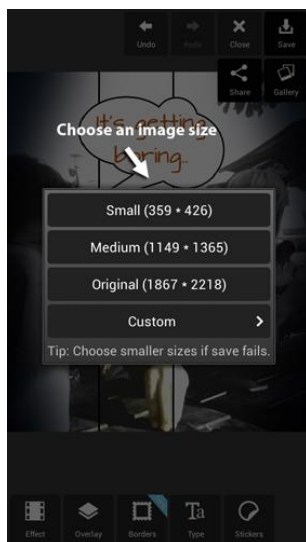 Undo
Redo
Close
Save
Share
Gallery
It's getting
boring..
Choose an image size
Small (359 * 426)
Medium (1149 * 1365)
Original (1867 * 2218)
Custom
Tip: Choose smaller sizes if save fails.
Effect
Overlay
Borders
Ta
Type
Stickers